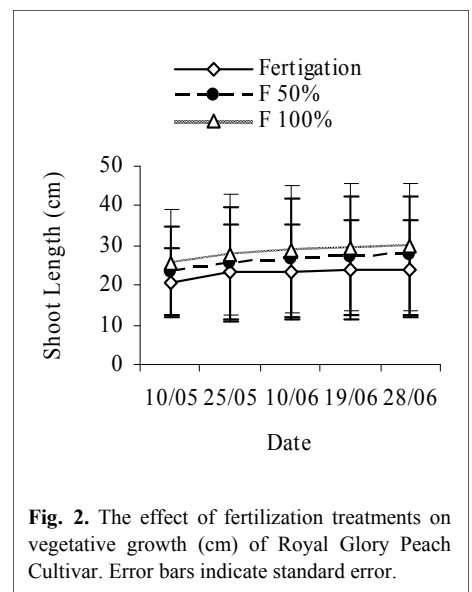 Fertigation
F 50%
F 100%
50
40
30
20
10
0
Shoot Length (cm)
10/05 25/05 10/06 19/06 28/06
Date
Fig. 2. The effect of fertilization treatments on
vegetative growth (cm) of Royal Glory Peach
Cultivar. Error bars indicate standard error.